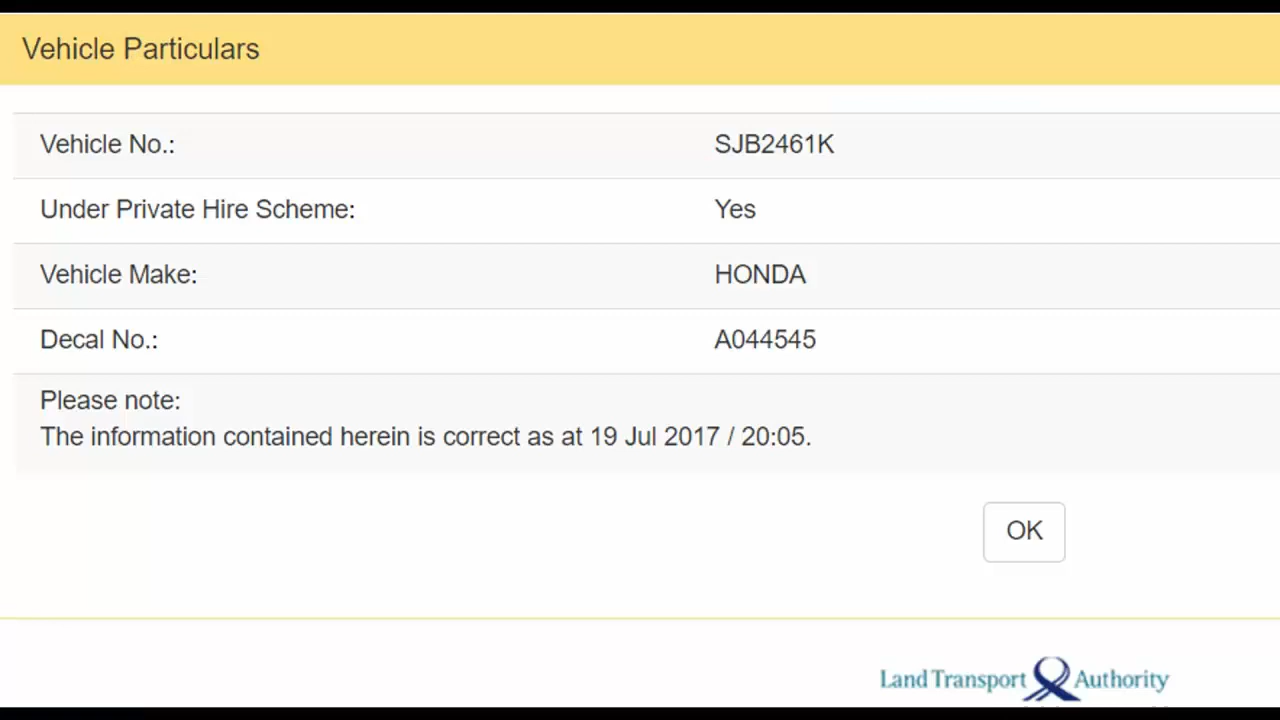 Vehicle Particulars
Vehicle No.: SJB2461K
Under Private Hire Scheme: Yes
Vehicle Make: HONDA
Decal No.: A044545
Please note:
The information contained herein is correct as at 19 Jul 2017 / 20:05.
OK
Land Transport Authority